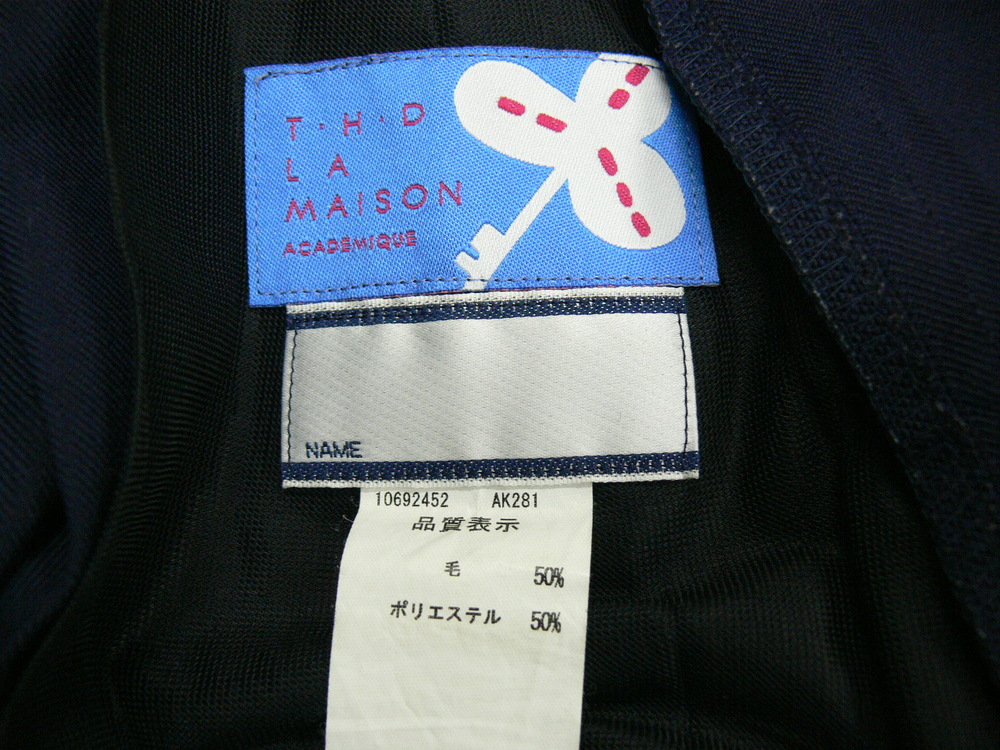 T・H・D
LA
MAISON
ACADEMIQUE
NAME
10692452 AK281
品質表示
毛 50%
ポリエステル 50%